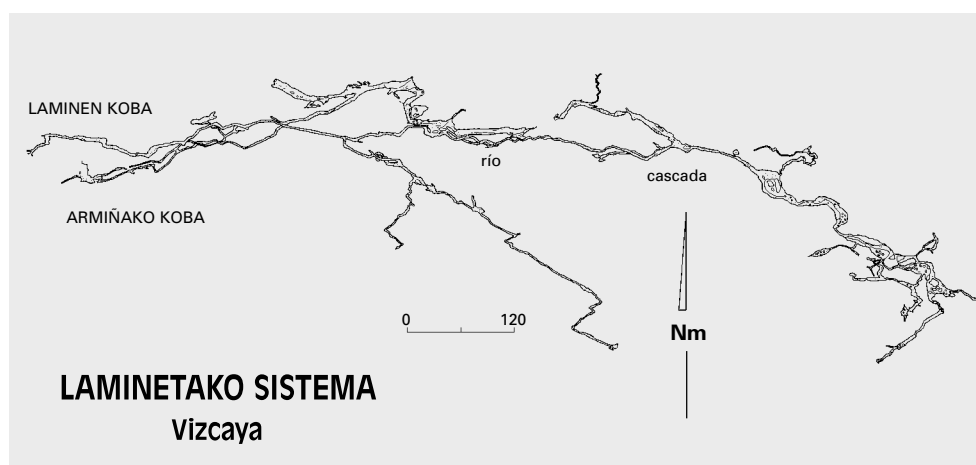 LAMINEN KOBA
río
cascada
ARMIÑAKO KOBA
0 120
Nm
LAMINETAKO SISTEMA
Vizcaya